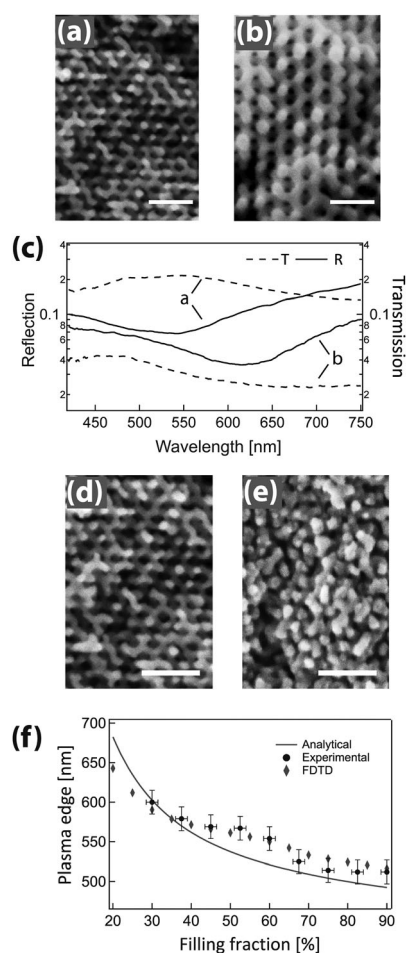 (a)
(b)
(c)
4
2
0.1
8
6
4
2
T
R
a
b
4
2
0.1
8
6
4
2
Reflection
Transmission
450
500
550
600
650
700
750
Wavelength [nm]
(d)
(e)
(f)
700
650
600
550
500
Plasma edge [nm]
Analytical
Experimental
FDTD
20
30
40
50
60
70
80
90
Filling fraction [%]